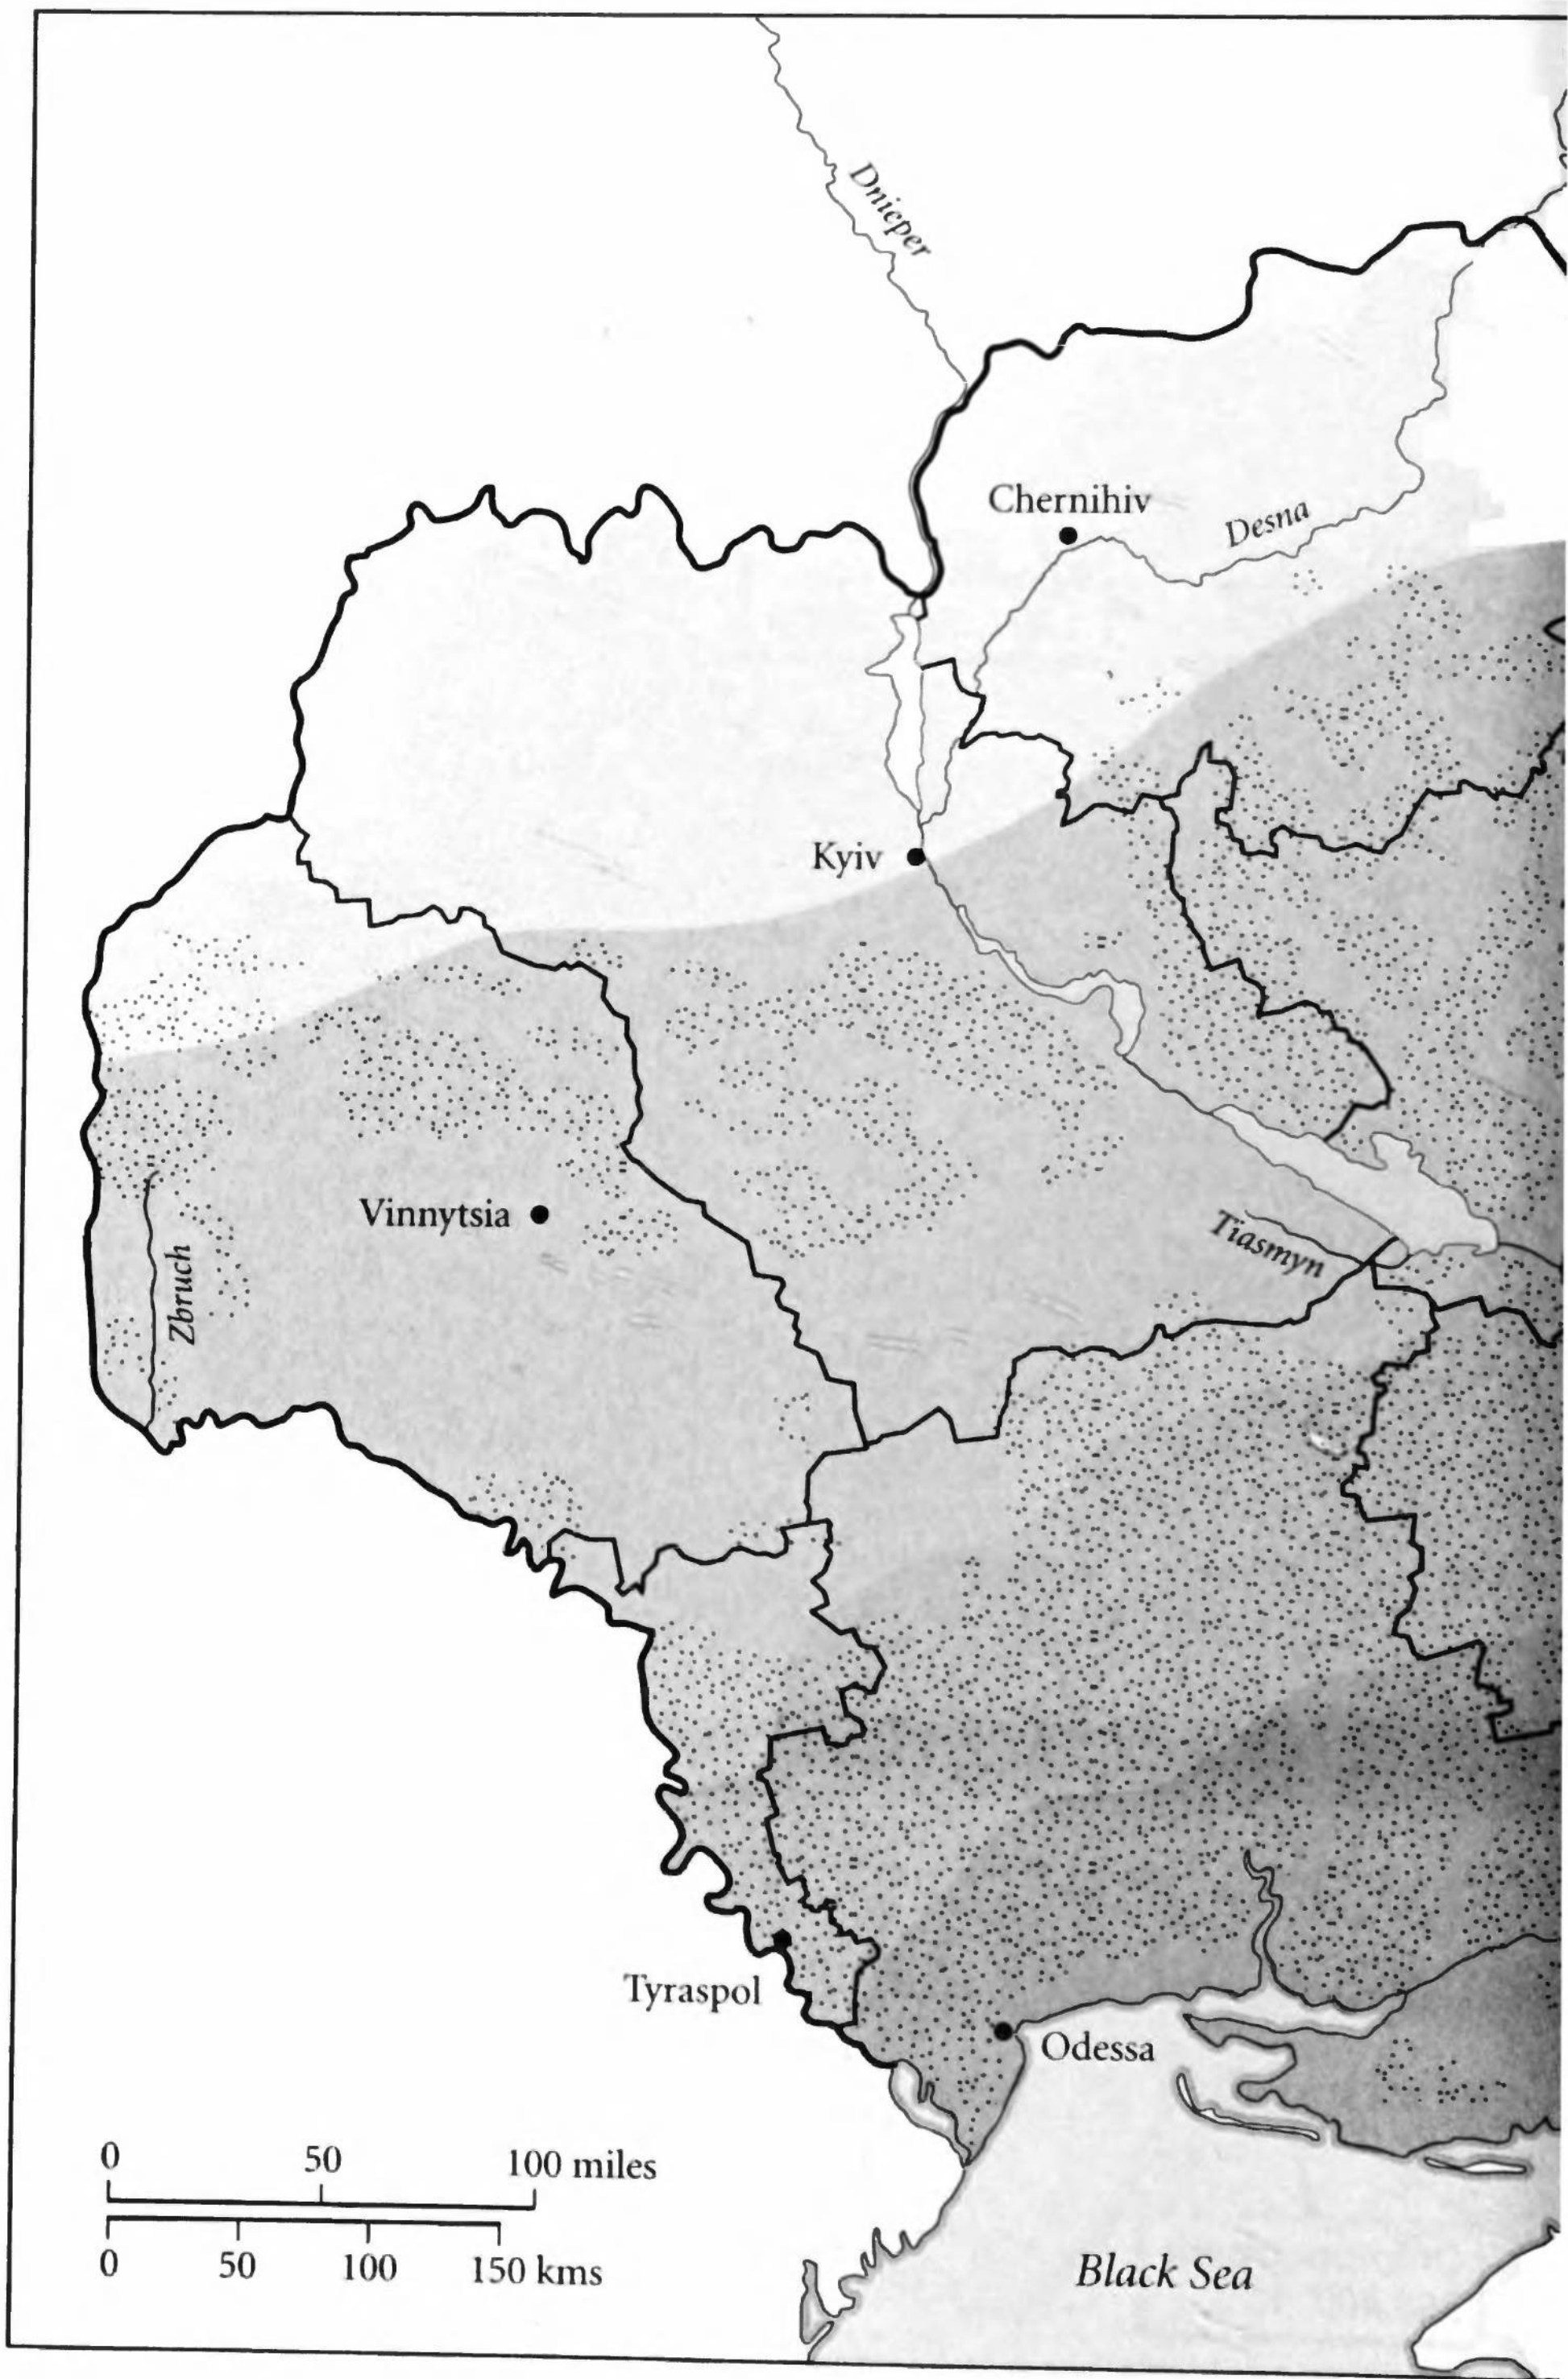 Dnieper
Chernihiv
Desna
Kyiv
Vinnytsia
Tiasmyn
Zbruch
Tyraspol
Odessa
0 50 100 miles
0 50 100 150 kms
Black Sea